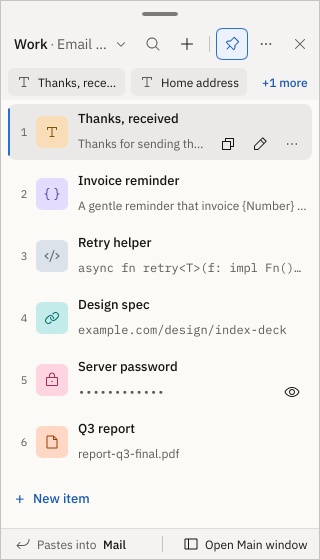 Work · Email ...
Thanks, rece...
Home address
+1 more
1
Thanks, received
Thanks for sending th...
2
Invoice reminder
A gentle reminder that invoice {Number} ...
3
Retry helper
async fn retry<T>(f: impl Fn()...
4
Design spec
example.com/design/index-deck
5
Server password
••••••••••••
6
Q3 report
report-q3-final.pdf
+ New item
Pastes into Mail
Open Main window